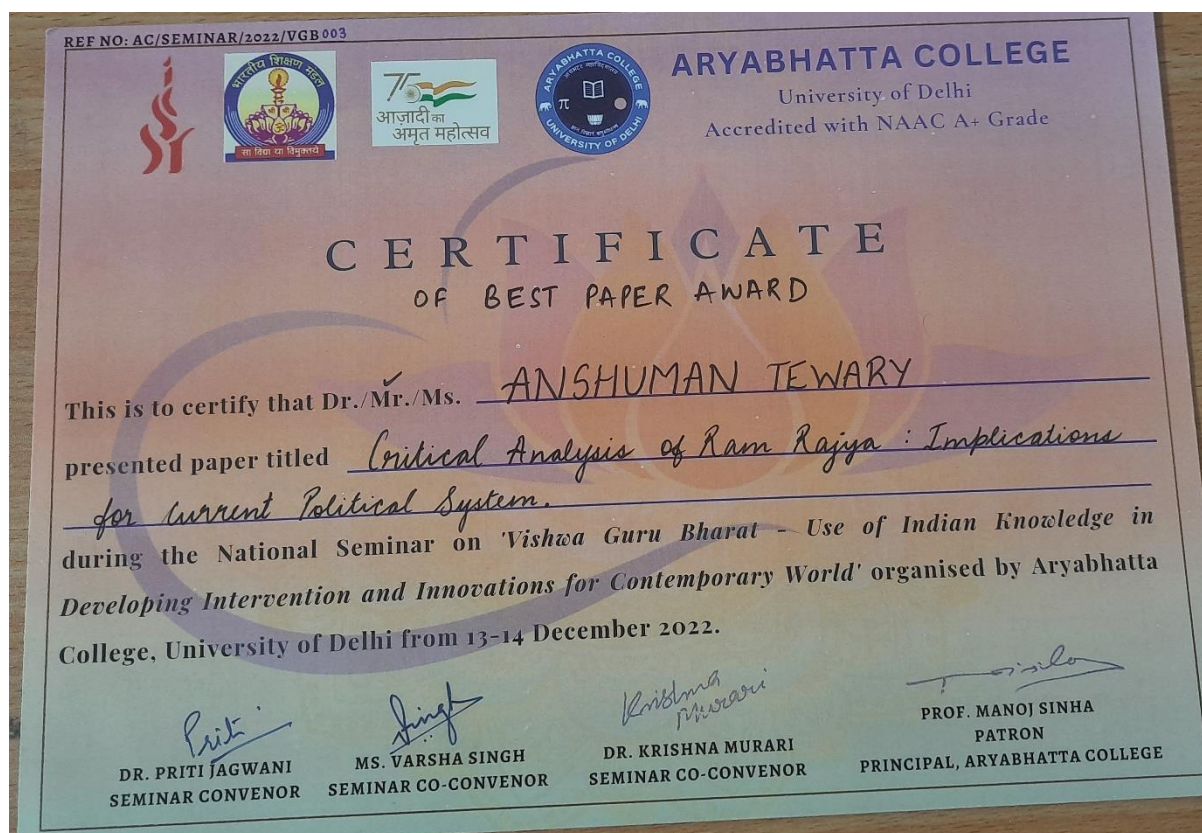 REF NO: AC/SEMINAR/2022/VGB 003
भारतीय शिक्षण मंडल
सा विद्या या विमुक्तये
75
आज़ादी का
अमृत महोत्सव
ARYABHATTA COLLEGE
UNIVERSITY OF DELHI
π
ARYABHATTA COLLEGE
University of Delhi
Accredited with NAAC A+ Grade
CERTIFICATE
OF BEST PAPER AWARD
This is to certify that Dr./Mr./Ms. ANSHUMAN TEWARY
presented paper titled Critical Analysis of Ram Rajya : Implications
for Current Political System.
during the National Seminar on 'Vishwa Guru Bharat - Use of Indian Knowledge in
Developing Intervention and Innovations for Contemporary World' organised by Aryabhatta
College, University of Delhi from 13-14 December 2022.
Priti
Singh
Krishna
Murari
DR. PRITI JAGWANI
SEMINAR CONVENOR
MS. VARSHA SINGH
SEMINAR CO-CONVENOR
DR. KRISHNA MURARI
SEMINAR CO-CONVENOR
PROF. MANOJ SINHA
PATRON
PRINCIPAL, ARYABHATTA COLLEGE